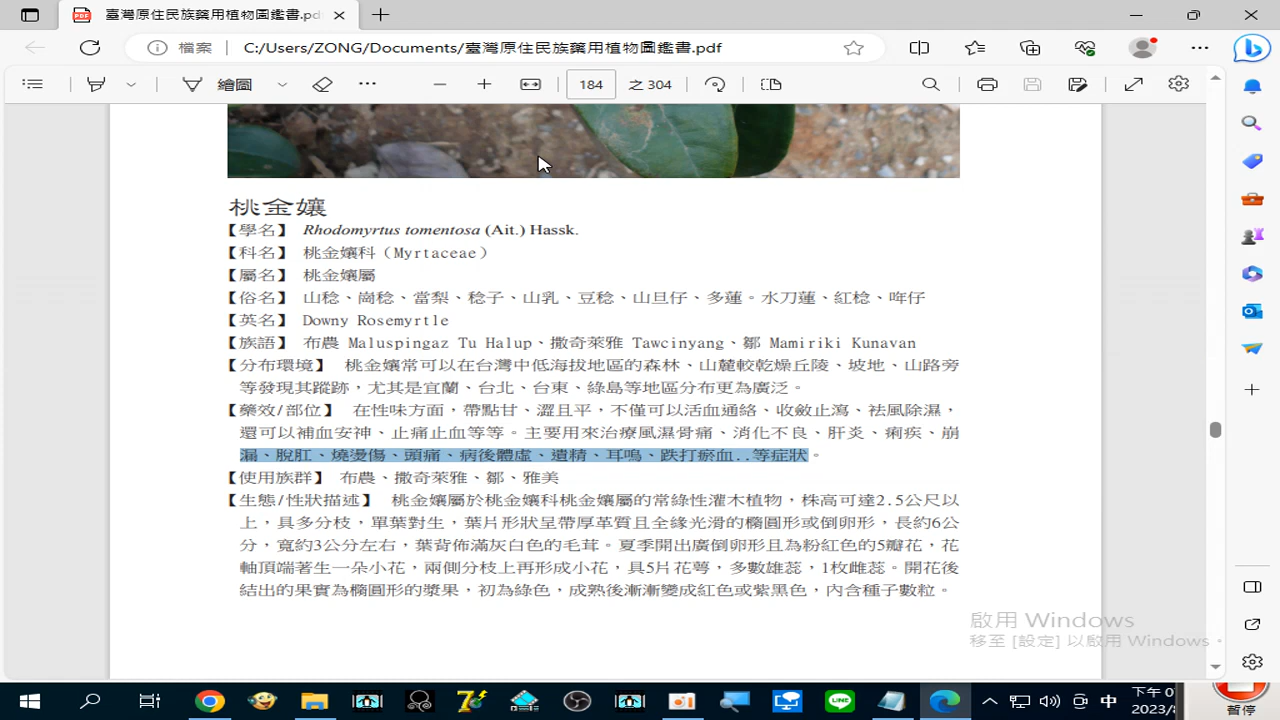 臺灣原住民族藥用植物圖鑑書.pd
檔案 C:/Users/ZONG/Documents/臺灣原住民族藥用植物圖鑑書.pdf
繪圖 184 之 304
桃金孃
【學名】 Rhodomyrtus tomentosa (Ait.) Hassk.
【科名】 桃金孃科（Myrtaceae）
【屬名】 桃金孃屬
【俗名】 山稔、崗稔、當梨、稔子、山乳、豆稔、山旦仔、多蓮。水刀蓮、紅稔、哖仔
【英名】 Downy Rosemyrtle
【族語】 布農 Maluspingaz Tu Halup、撒奇萊雅 Tawcinyang、鄒 Mamiriki Kunavan
【分布環境】 桃金孃常可以在台灣中低海拔地區的森林、山麓較乾燥丘陵、坡地、山路旁
等發現其蹤跡，尤其是宜蘭、台北、台東、綠島等地區分布更為廣泛。
【藥效/部位】 在性味方面，帶點甘、澀且平，不僅可以活血通絡、收斂止瀉、袪風除濕，
還可以補血安神、止痛止血等等。主要用來治療風濕骨痛、消化不良、肝炎、痢疾、崩
漏、脫肛、燒燙傷、頭痛、病後體虛、遺精、耳鳴、跌打瘀血..等症狀。
【使用族群】 布農、撒奇萊雅、鄒、雅美
【生態/性狀描述】 桃金孃屬於桃金孃科桃金孃屬的常綠性灌木植物，株高可達2.5公尺以
上，具多分枝，單葉對生，葉片形狀呈帶厚革質且全緣光滑的橢圓形或倒卵形，長約6公
分，寬約3公分左右，葉背佈滿灰白色的毛茸。夏季開出廣倒卵形且為粉紅色的5瓣花，花
軸頂端著生一朵小花，兩側分枝上再形成小花，具5片花萼，多數雄蕊，1枚雌蕊。開花後
結出的果實為橢圓形的漿果，初為綠色，成熟後漸漸變成紅色或紫黑色，內含種子數粒。
啟用 Windows
移至 [設定] 以啟用 Windows。
LINE
中
下午 0
2023/8
暫停